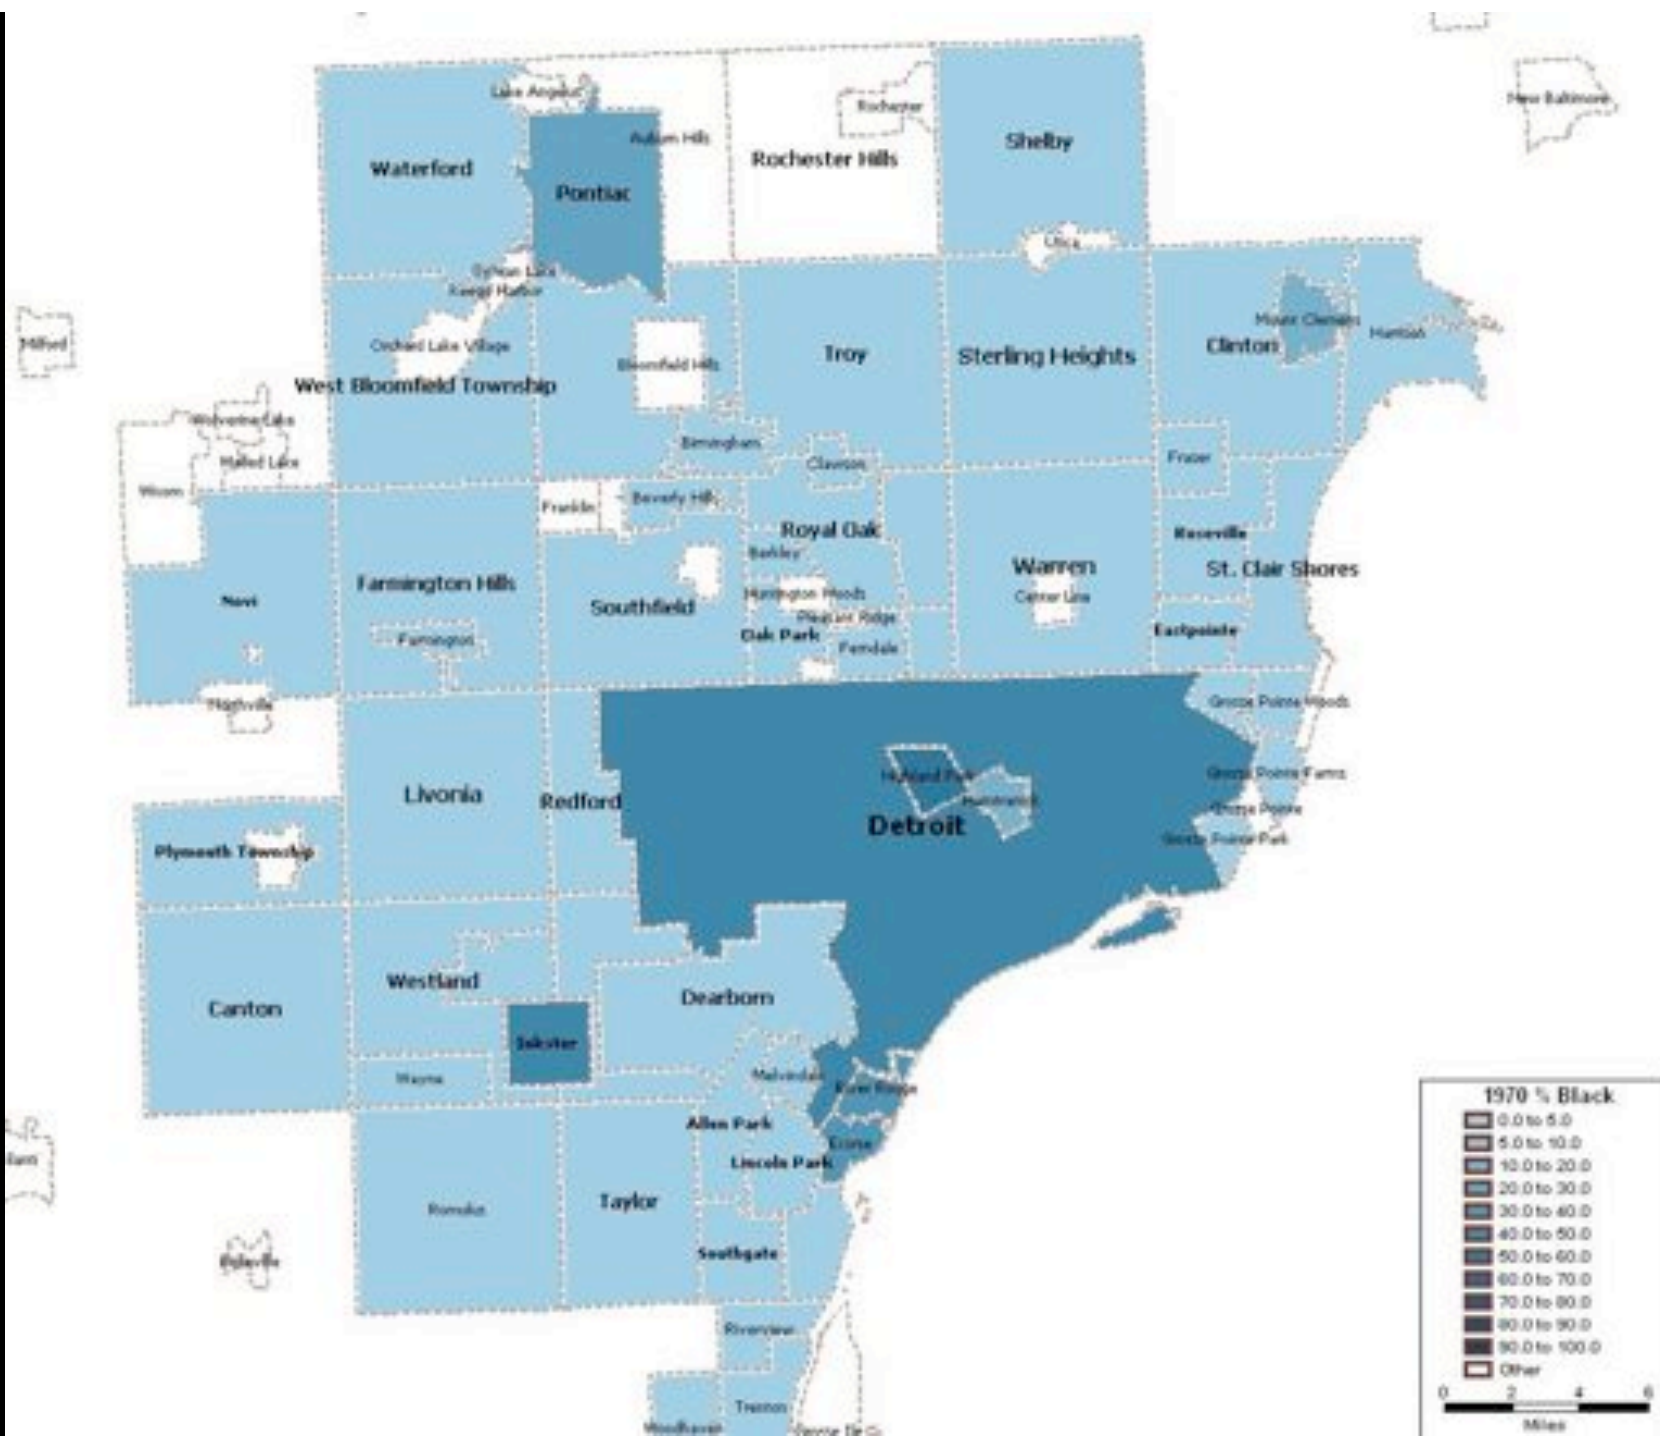 Lake Angelus
New Baltimore
Rochester
Auburn Hills
Shelby
Rochester Hills
Waterford
Pontiac
Utica
Sylvan Lake
Keego Harbor
Mount Clemens
Harrison
Milford
Orchard Lake Village
Clinton
Troy
Sterling Heights
Bloomfield Hills
West Bloomfield Township
Wolverine Lake
Birmingham
Walled Lake
Clawson
Fraser
Wixom
Beverly Hills
Franklin
Royal Oak
Roseville
Berkley
Warren
St. Clair Shores
Farmington Hills
Huntington Woods
Center Line
Novi
Southfield
Pleasant Ridge
Oak Park
Eastpointe
Farmington
Ferndale
Northville
Grosse Pointe Woods
Grosse Pointe Farms
Highland Park
Livonia
Redford
Hamtramck
Grosse Pointe
Detroit
Grosse Pointe Park
Plymouth Township
Westland
Dearborn
Canton
Inkster
Melvindale
Wayne
River Rouge
Allen Park
Ecorse
Lincoln Park
Taylor
Romulus
Southgate
Belleville
Riverview
Trenton
Woodhaven
1970 % Black
0.0 to 5.0
5.0 to 10.0
10.0 to 20.0
20.0 to 30.0
30.0 to 40.0
40.0 to 50.0
50.0 to 60.0
60.0 to 70.0
70.0 to 80.0
80.0 to 90.0
90.0 to 100.0
Other
0 2 4 6
Miles